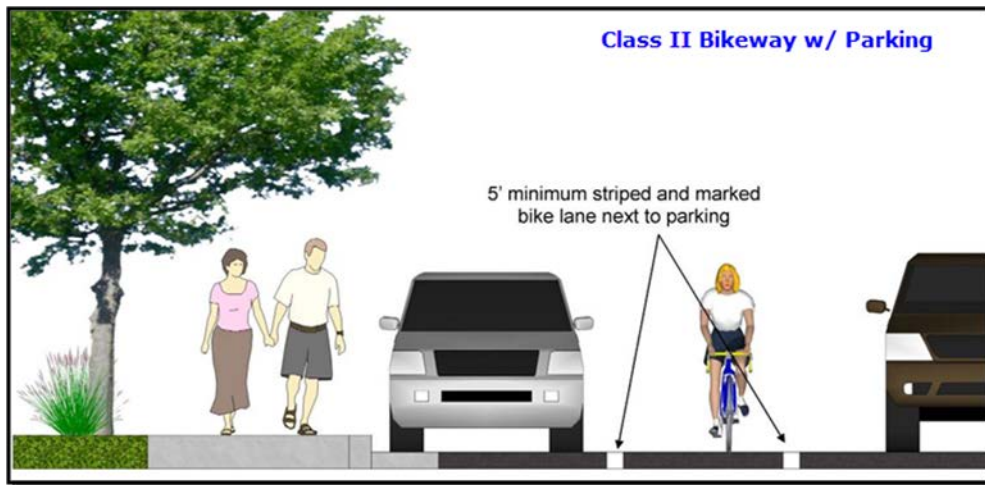 Class II Bikeway w/ Parking
5' minimum striped and marked
bike lane next to parking